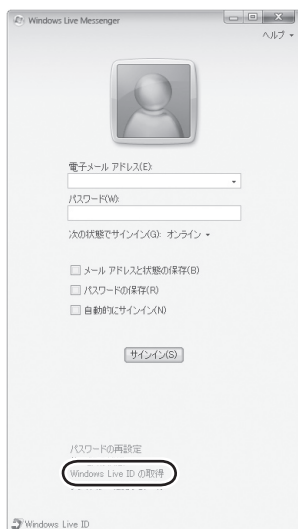 Windows Live Messenger
ヘルプ
電子メール アドレス(E):
パスワード(W):
次の状態でサインイン(G): オンライン
メール アドレスと状態の保存(B)
パスワードの保存(R)
自動的にサインイン(N)
サインイン(S)
パスワードの再設定
Windows Live ID の取得
Windows Live ID